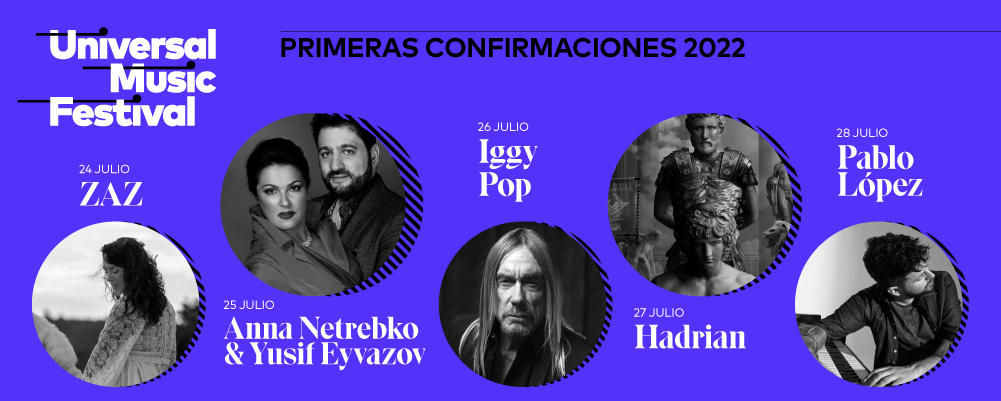 Universal
Music
Festival
PRIMERAS CONFIRMACIONES 2022
24 JULIO
ZAZ
25 JULIO
Anna Netrebko
& Yusif Eyvazov
26 JULIO
Iggy
Pop
27 JULIO
Hadrian
28 JULIO
Pablo
López